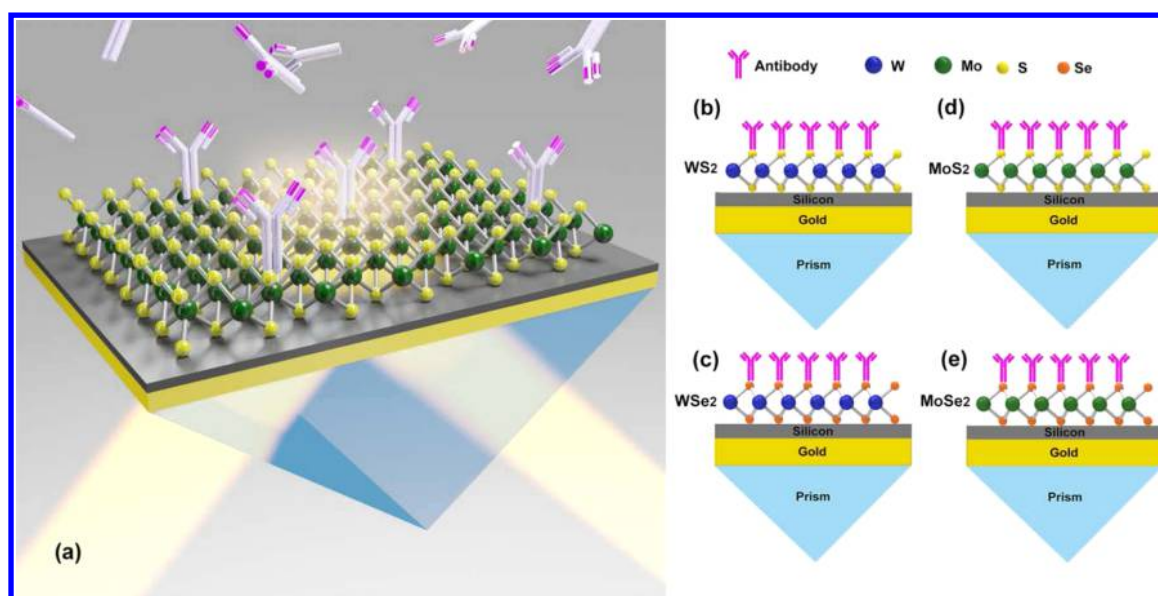 Antibody W Mo S Se
(b) (d)
WS2 MoS2
Silicon Silicon
Gold Gold
Prism Prism
(c) (e)
WSe2 MoSe2
Silicon Silicon
Gold Gold
Prism Prism
(a)